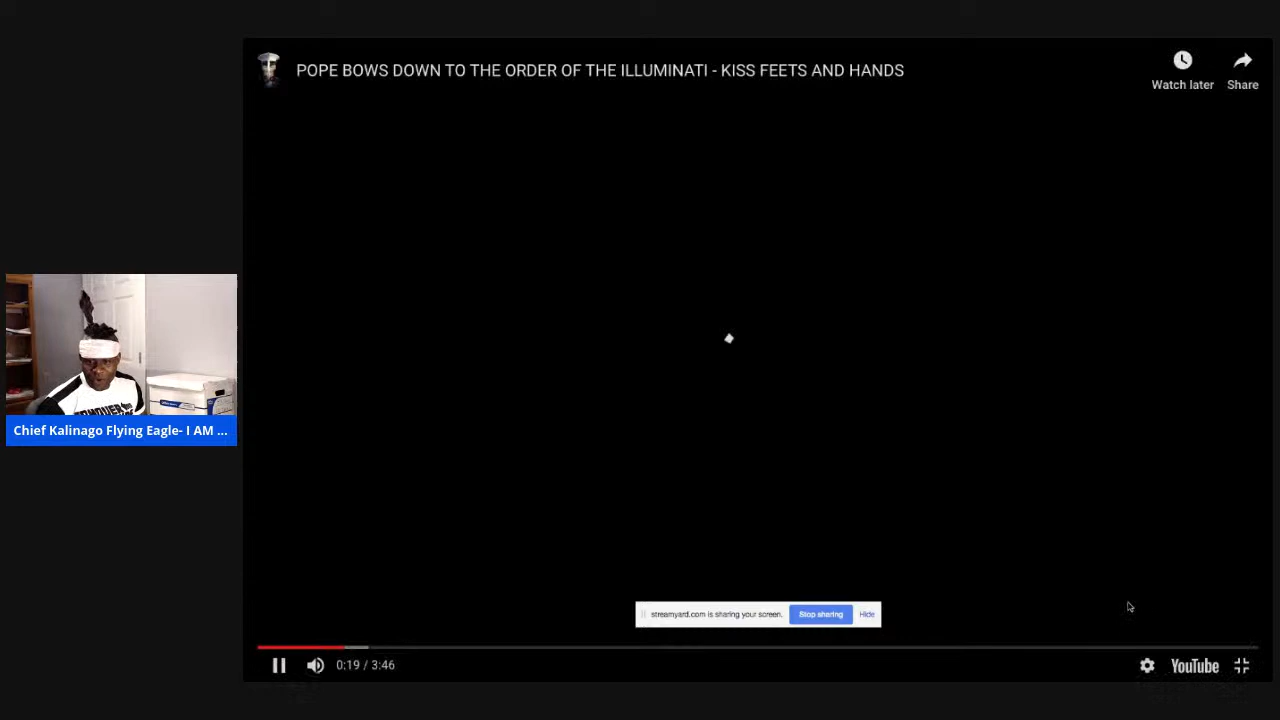 POPE BOWS DOWN TO THE ORDER OF THE ILLUMINATI - KISS FEETS AND HANDS
Watch later
Share
Chief Kalinago Flying Eagle- I AM ...
streamyard.com is sharing your screen.
Stop sharing
Hide
0:19 / 3:46
YouTube